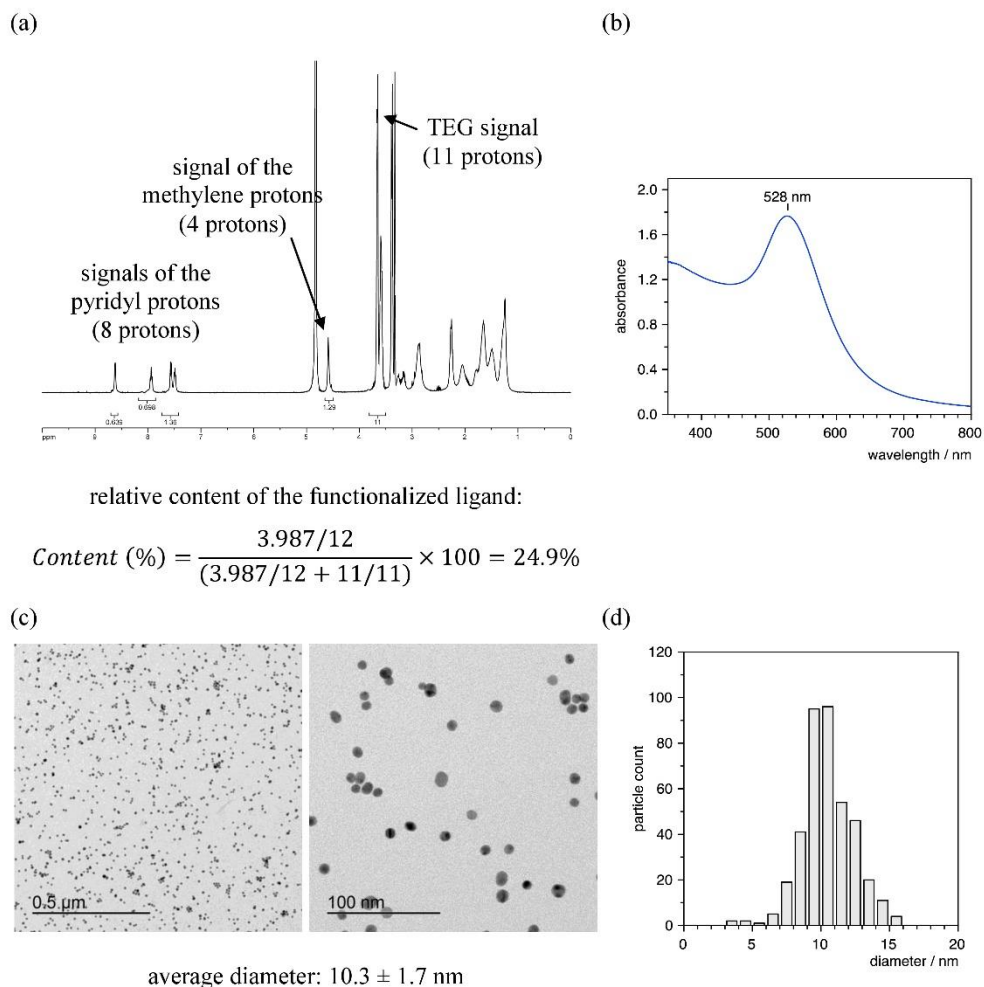 (a)
TEG signal
(11 protons)
signal of the
methylene protons
(4 protons)
signals of the
pyridyl protons
(8 protons)
0.639 0.698 1.36 1.29 11
ppm 9 8 7 6 5 4 3 2 1 0
(b)
528 nm
2.0
1.6
1.2
0.8
0.4
0.0
absorbance
400 500 600 700 800
wavelength / nm
relative content of the functionalized ligand:
Content (%) = 3.987/12 / (3.987/12 + 11/11) × 100 = 24.9%
(c)
0.5 µm
100 nm
average diameter: 10.3 ± 1.7 nm
(d)
120
100
80
60
40
20
0
particle count
0 5 10 15 20
diameter / nm